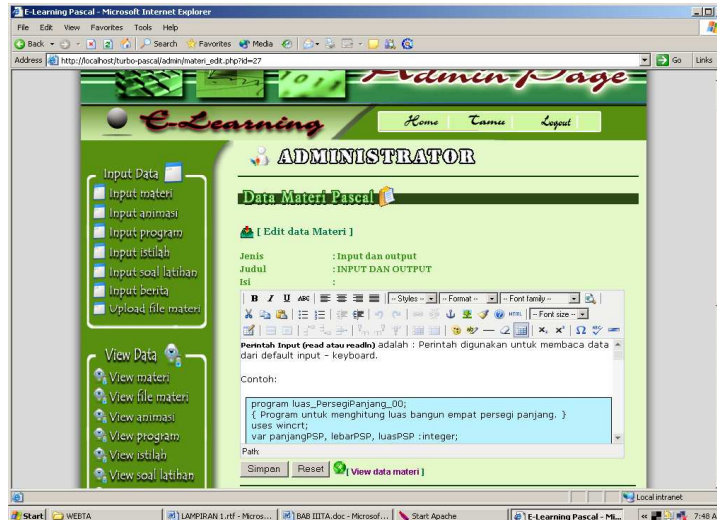 E-Learning Pascal - Microsoft Internet Explorer
File Edit View Favorites Tools Help
Back Search Favorites Media
Address http://localhost/turbo-pascal/admin/materi_edit.php?id=27 Go Links
Admin Page
E-Learning
Home Tamu Logout
ADMINISTRATOR
Input Data
Input materi
Input animasi
Input program
Input istilah
Input soal latihan
Input berita
Upload file materi
View Data
View materi
View file materi
View animasi
View program
View istilah
View soal latihan
Data Materi Pascal
[ Edit data Materi ]
Jenis : Input dan output
Judul : INPUT DAN OUTPUT
Isi :
B I U ABC -- Styles -- -- Format -- -- Font family --
HTML -- Font size --
Perintah Input (read atau readln) adalah : Perintah digunakan untuk membaca data
dari default input - keyboard.
Contoh:
program luas_PersegiPanjang_00;
{ Program untuk menghitung luas bangun empat persegi panjang. }
uses wincrt;
var panjangPSP, lebarPSP, luasPSP :integer;
Path:
Simpan Reset [ View data materi ]
Local intranet
Start WEBTA LAMPIRAN 1.rtf - Micros... BAB IIITA.doc - Microsof... Start Apache E-Learning Pascal - Mi... 7:48 A